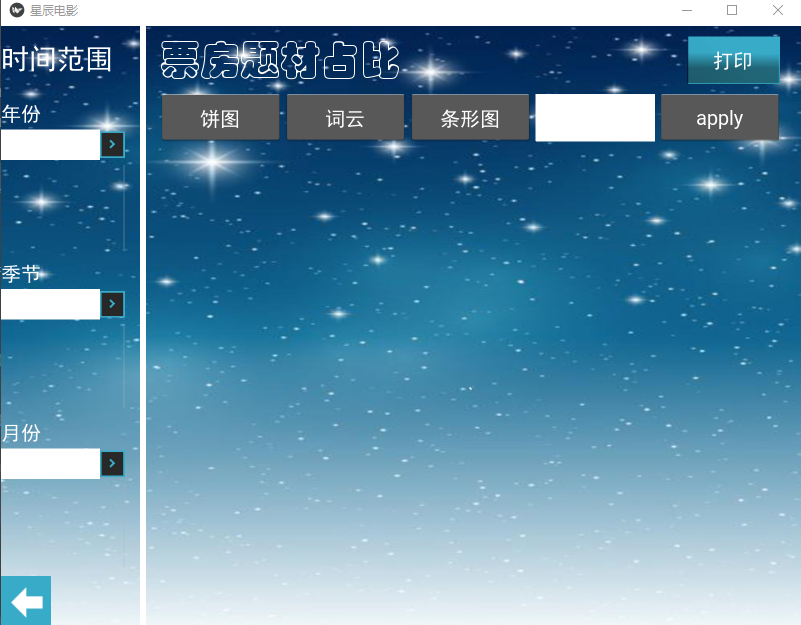 星辰电影
时间范围
年份
季节
月份
票房题材占比
打印
饼图 词云 条形图 apply